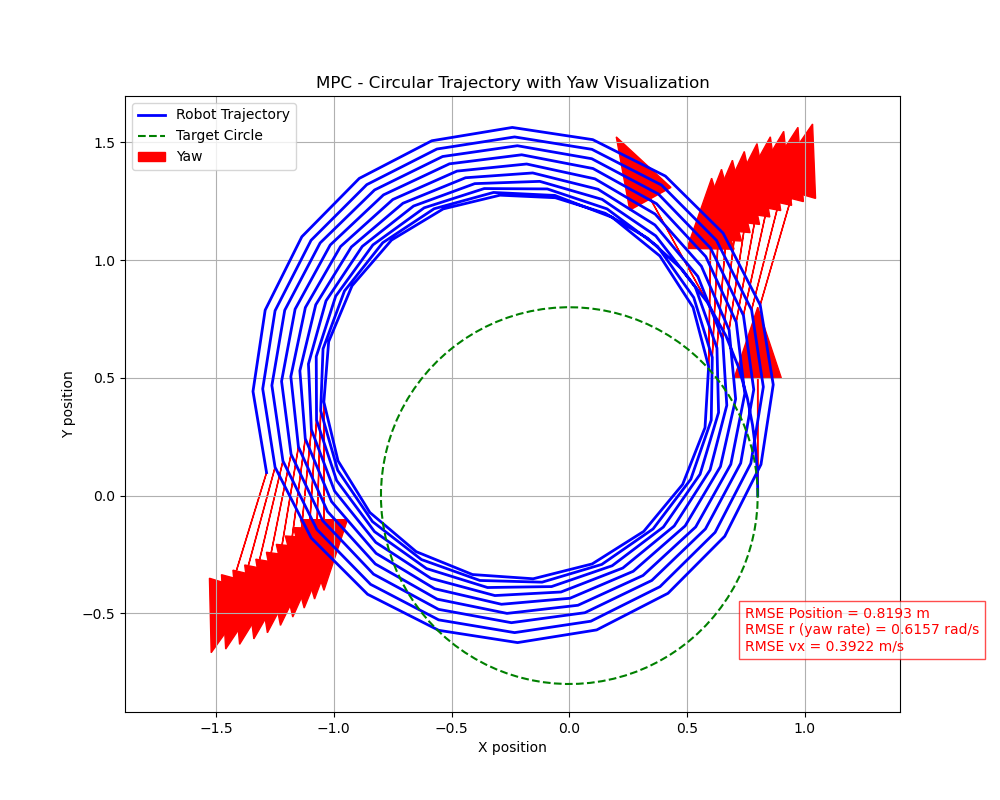 MPC - Circular Trajectory with Yaw Visualization
Robot Trajectory
Target Circle
Yaw
1.5
1.0
0.5
0.0
−0.5
Y position
RMSE Position = 0.8193 m
RMSE r (yaw rate) = 0.6157 rad/s
RMSE vx = 0.3922 m/s
−1.5
−1.0
−0.5
0.0
0.5
1.0
X position